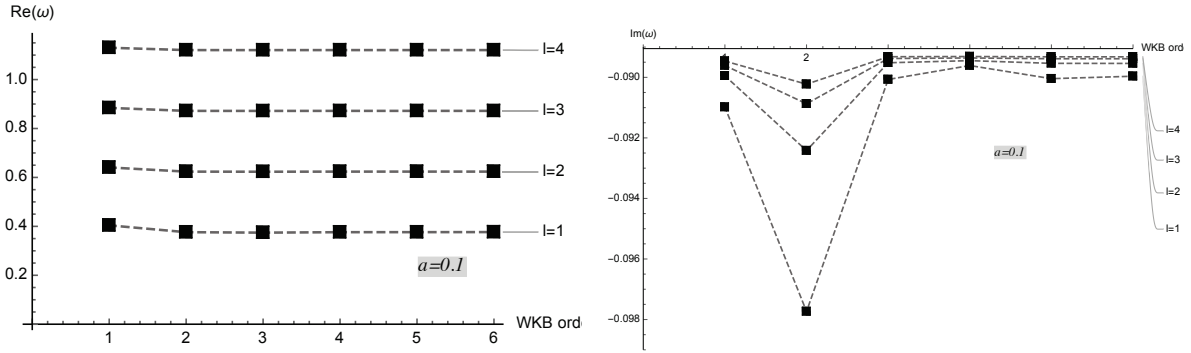 Re(ω)
1.0
0.8
0.6
0.4
0.2
l=4
l=3
l=2
l=1
a=0.1
1
2
3
4
5
6
WKB ord
Im(ω)
WKB orde
2
−0.090
−0.092
−0.094
−0.096
−0.098
a=0.1
l=4
l=3
l=2
l=1